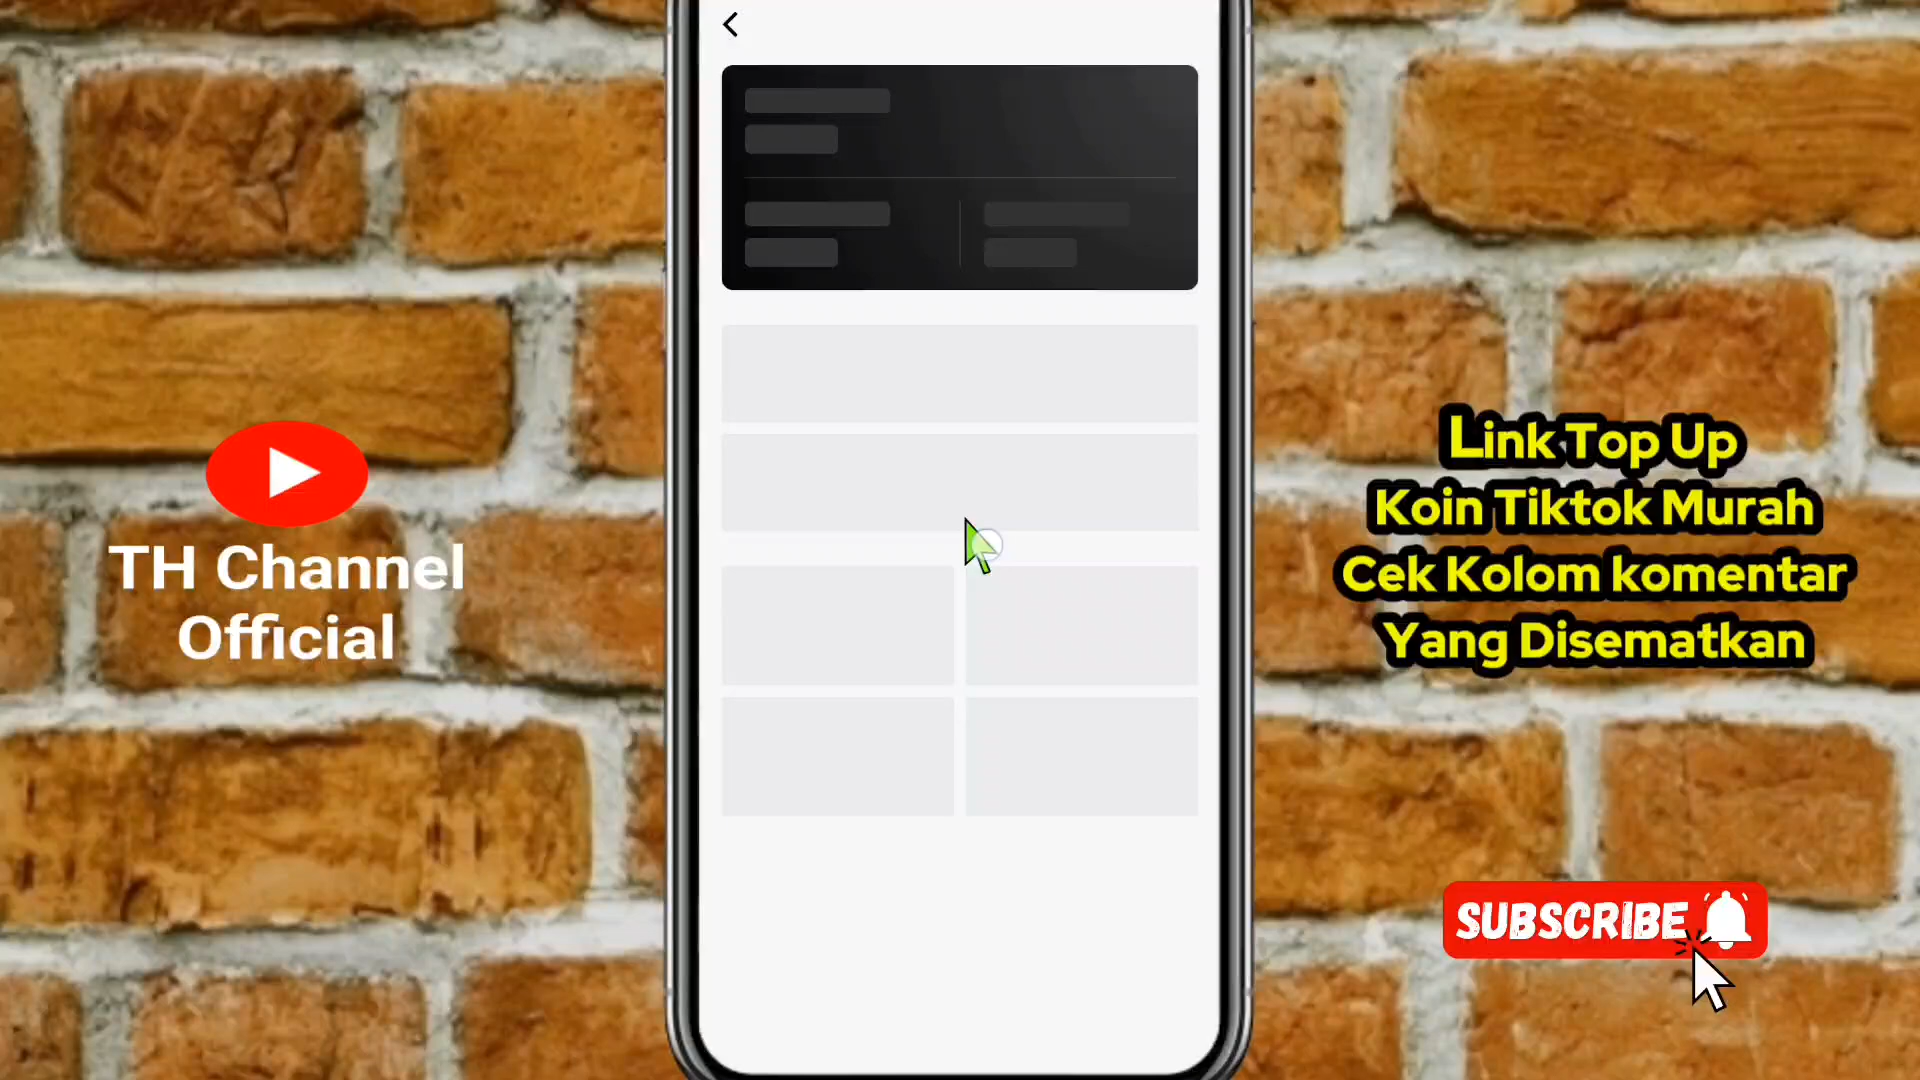 TH Channel
Official
Link Top Up
Koin Tiktok Murah
Cek Kolom komentar
Yang Disematkan
SUBSCRIBE